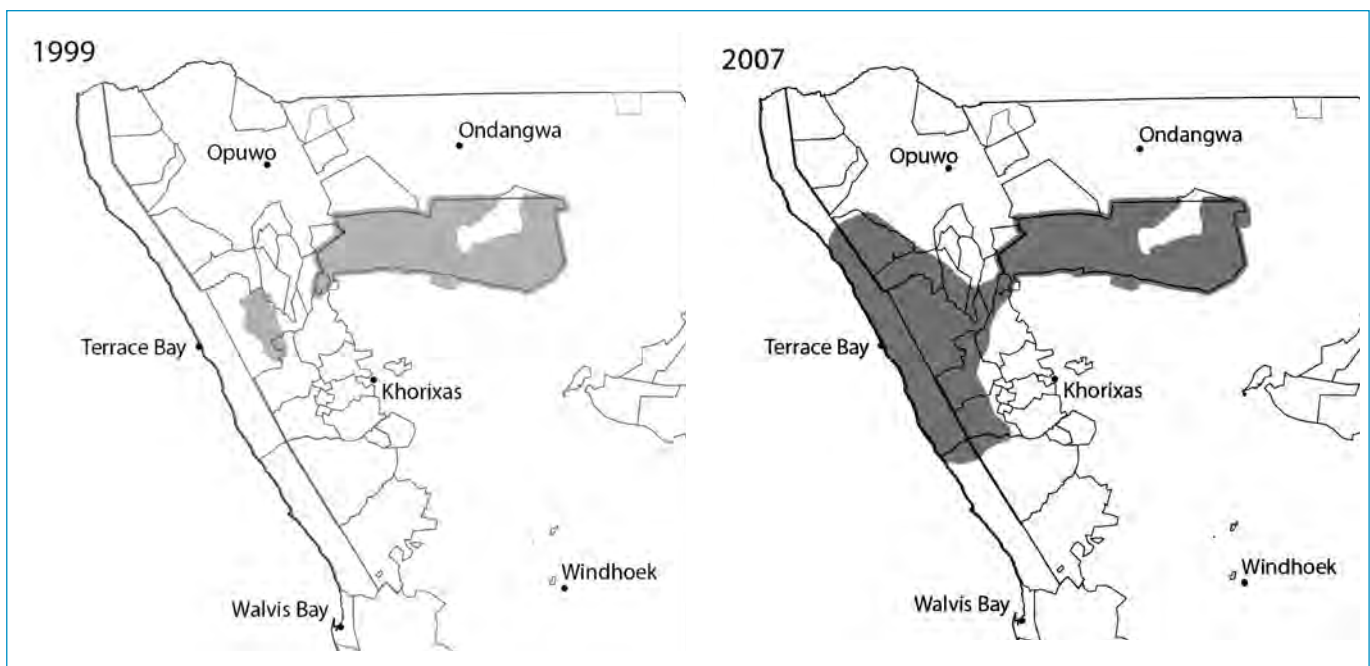 1999
Ondangwa
Opuwo
Terrace Bay
Khorixas
Windhoek
Walvis Bay
2007
Ondangwa
Opuwo
Terrace Bay
Khorixas
Windhoek
Walvis Bay